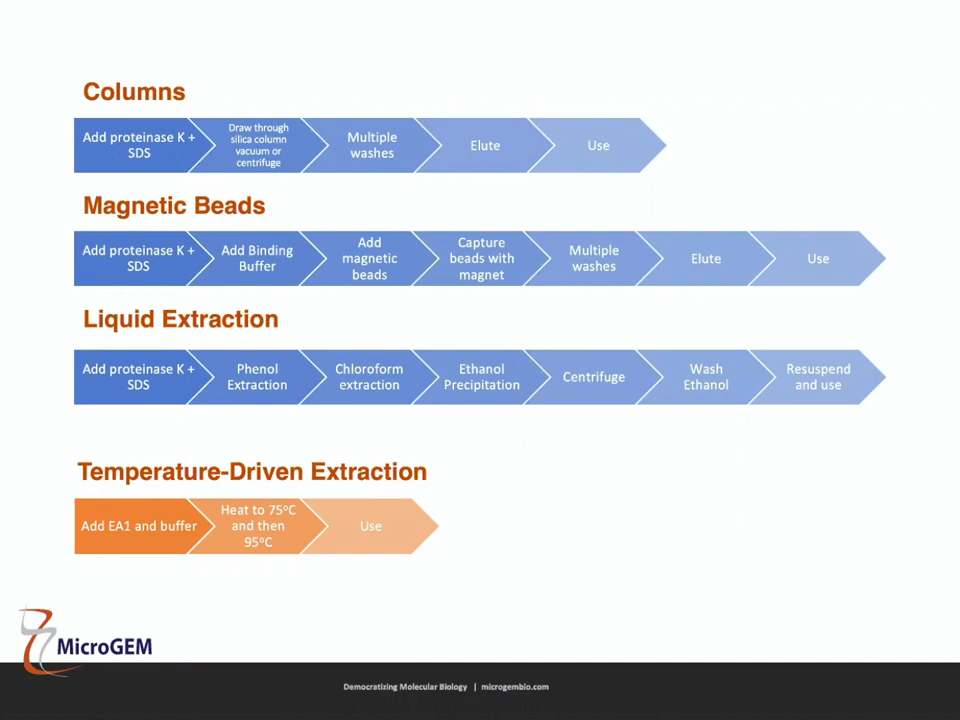 Columns
Add proteinase K +
SDS
Draw through
silica column
vacuum or
centrifuge
Multiple
washes
Elute
Use
Magnetic Beads
Add proteinase K +
SDS
Add Binding
Buffer
Add
magnetic
beads
Capture
beads with
magnet
Multiple
washes
Elute
Use
Liquid Extraction
Add proteinase K +
SDS
Phenol
Extraction
Chloroform
extraction
Ethanol
Precipitation
Centrifuge
Wash
Ethanol
Resuspend
and use
Temperature-Driven Extraction
Add EA1 and buffer
Heat to 75°C
and then
95°C
Use
MicroGEM
Democratizing Molecular Biology | microgembio.com